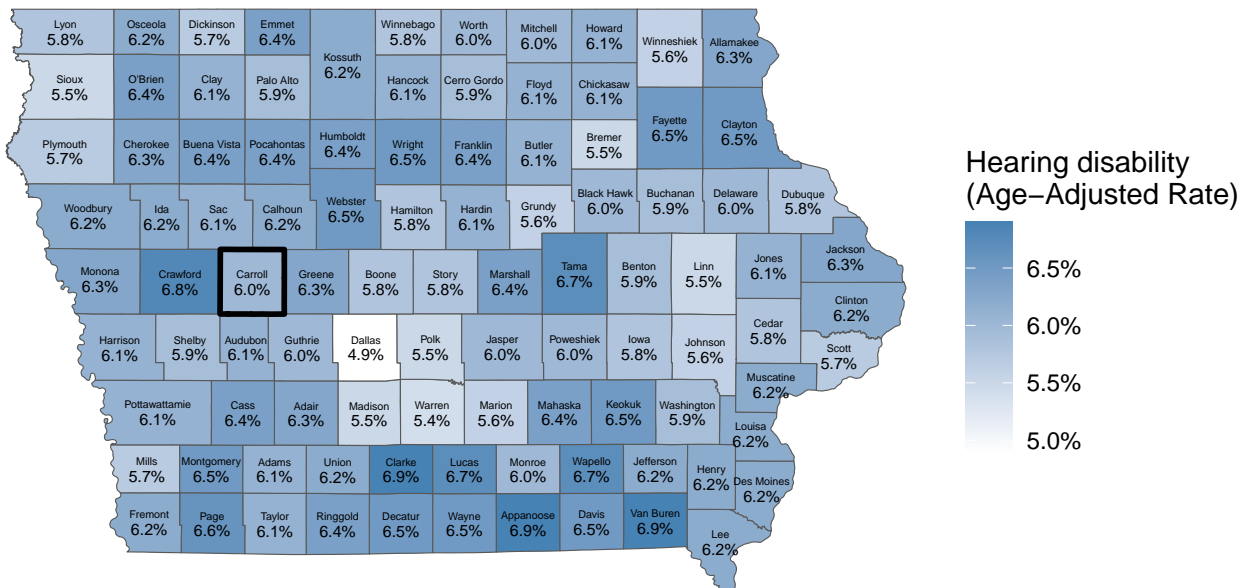 Lyon
5.8%
Osceola
6.2%
Dickinson
5.7%
Emmet
6.4%
Kossuth
6.2%
Winnebago
5.8%
Worth
6.0%
Mitchell
6.0%
Howard
6.1%
Winneshiek
5.6%
Allamakee
6.3%
Sioux
5.5%
O'Brien
6.4%
Clay
6.1%
Palo Alto
5.9%
Hancock
6.1%
Cerro Gordo
5.9%
Floyd
6.1%
Chickasaw
6.1%
Fayette
6.5%
Clayton
6.5%
Plymouth
5.7%
Cherokee
6.3%
Buena Vista
6.4%
Pocahontas
6.4%
Humboldt
6.4%
Wright
6.5%
Franklin
6.4%
Butler
6.1%
Bremer
5.5%
Woodbury
6.2%
Ida
6.2%
Sac
6.1%
Calhoun
6.2%
Webster
6.5%
Hamilton
5.8%
Hardin
6.1%
Grundy
5.6%
Black Hawk
6.0%
Buchanan
5.9%
Delaware
6.0%
Dubuque
5.8%
Monona
6.3%
Crawford
6.8%
Carroll
6.0%
Greene
6.3%
Boone
5.8%
Story
5.8%
Marshall
6.4%
Tama
6.7%
Benton
5.9%
Linn
5.5%
Jones
6.1%
Jackson
6.3%
Clinton
6.2%
Harrison
6.1%
Shelby
5.9%
Audubon
6.1%
Guthrie
6.0%
Dallas
4.9%
Polk
5.5%
Jasper
6.0%
Poweshiek
6.0%
Iowa
5.8%
Johnson
5.6%
Cedar
5.8%
Scott
5.7%
Muscatine
6.2%
Pottawattamie
6.1%
Cass
6.4%
Adair
6.3%
Madison
5.5%
Warren
5.4%
Marion
5.6%
Mahaska
6.4%
Keokuk
6.5%
Washington
5.9%
Louisa
6.2%
Mills
5.7%
Montgomery
6.5%
Adams
6.1%
Union
6.2%
Clarke
6.9%
Lucas
6.7%
Monroe
6.0%
Wapello
6.7%
Jefferson
6.2%
Henry
6.2%
Des Moines
6.2%
Fremont
6.2%
Page
6.6%
Taylor
6.1%
Ringgold
6.4%
Decatur
6.5%
Wayne
6.5%
Appanoose
6.9%
Davis
6.5%
Van Buren
6.9%
Lee
6.2%
Hearing disability
(Age−Adjusted Rate)
6.5%
6.0%
5.5%
5.0%